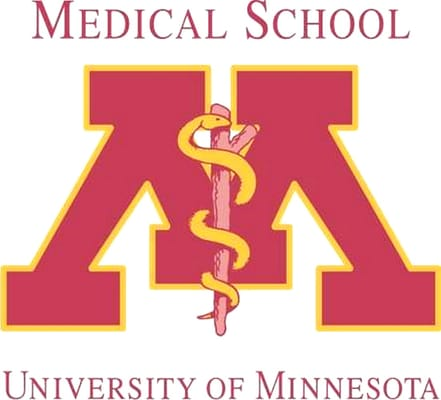 MEDICAL SCHOOL
M
UNIVERSITY OF MINNESOTA